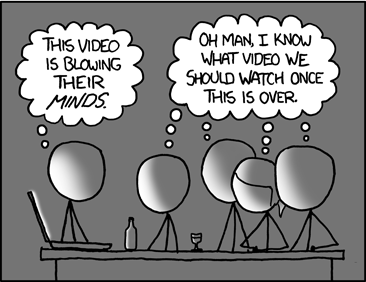 THIS VIDEO
IS BLOWING
THEIR
MINDS.
OH MAN, I KNOW
WHAT VIDEO WE
SHOULD WATCH ONCE
THIS IS OVER.